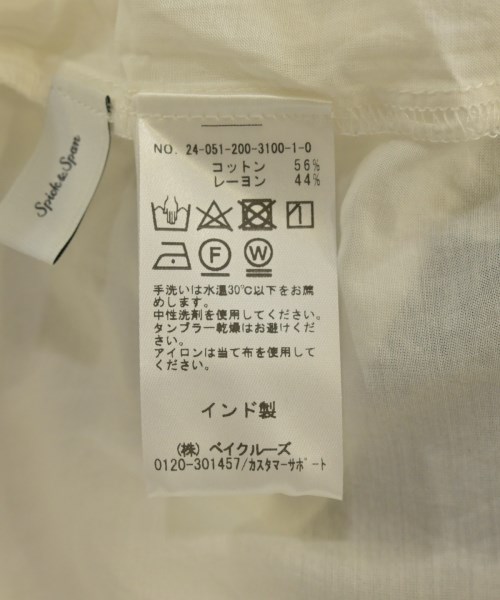 Spick & Span
NO. 24-051-200-3100-1-0
コットン 56%
レーヨン 44%
F W
手洗いは水温30℃以下をお薦
めします。
中性洗剤を使用してください。
タンブラー乾燥はお避けくだ
さい。
アイロンは当て布を使用して
ください。
インド製
(株) ベイクルーズ
0120-301457/カスタマーサポート